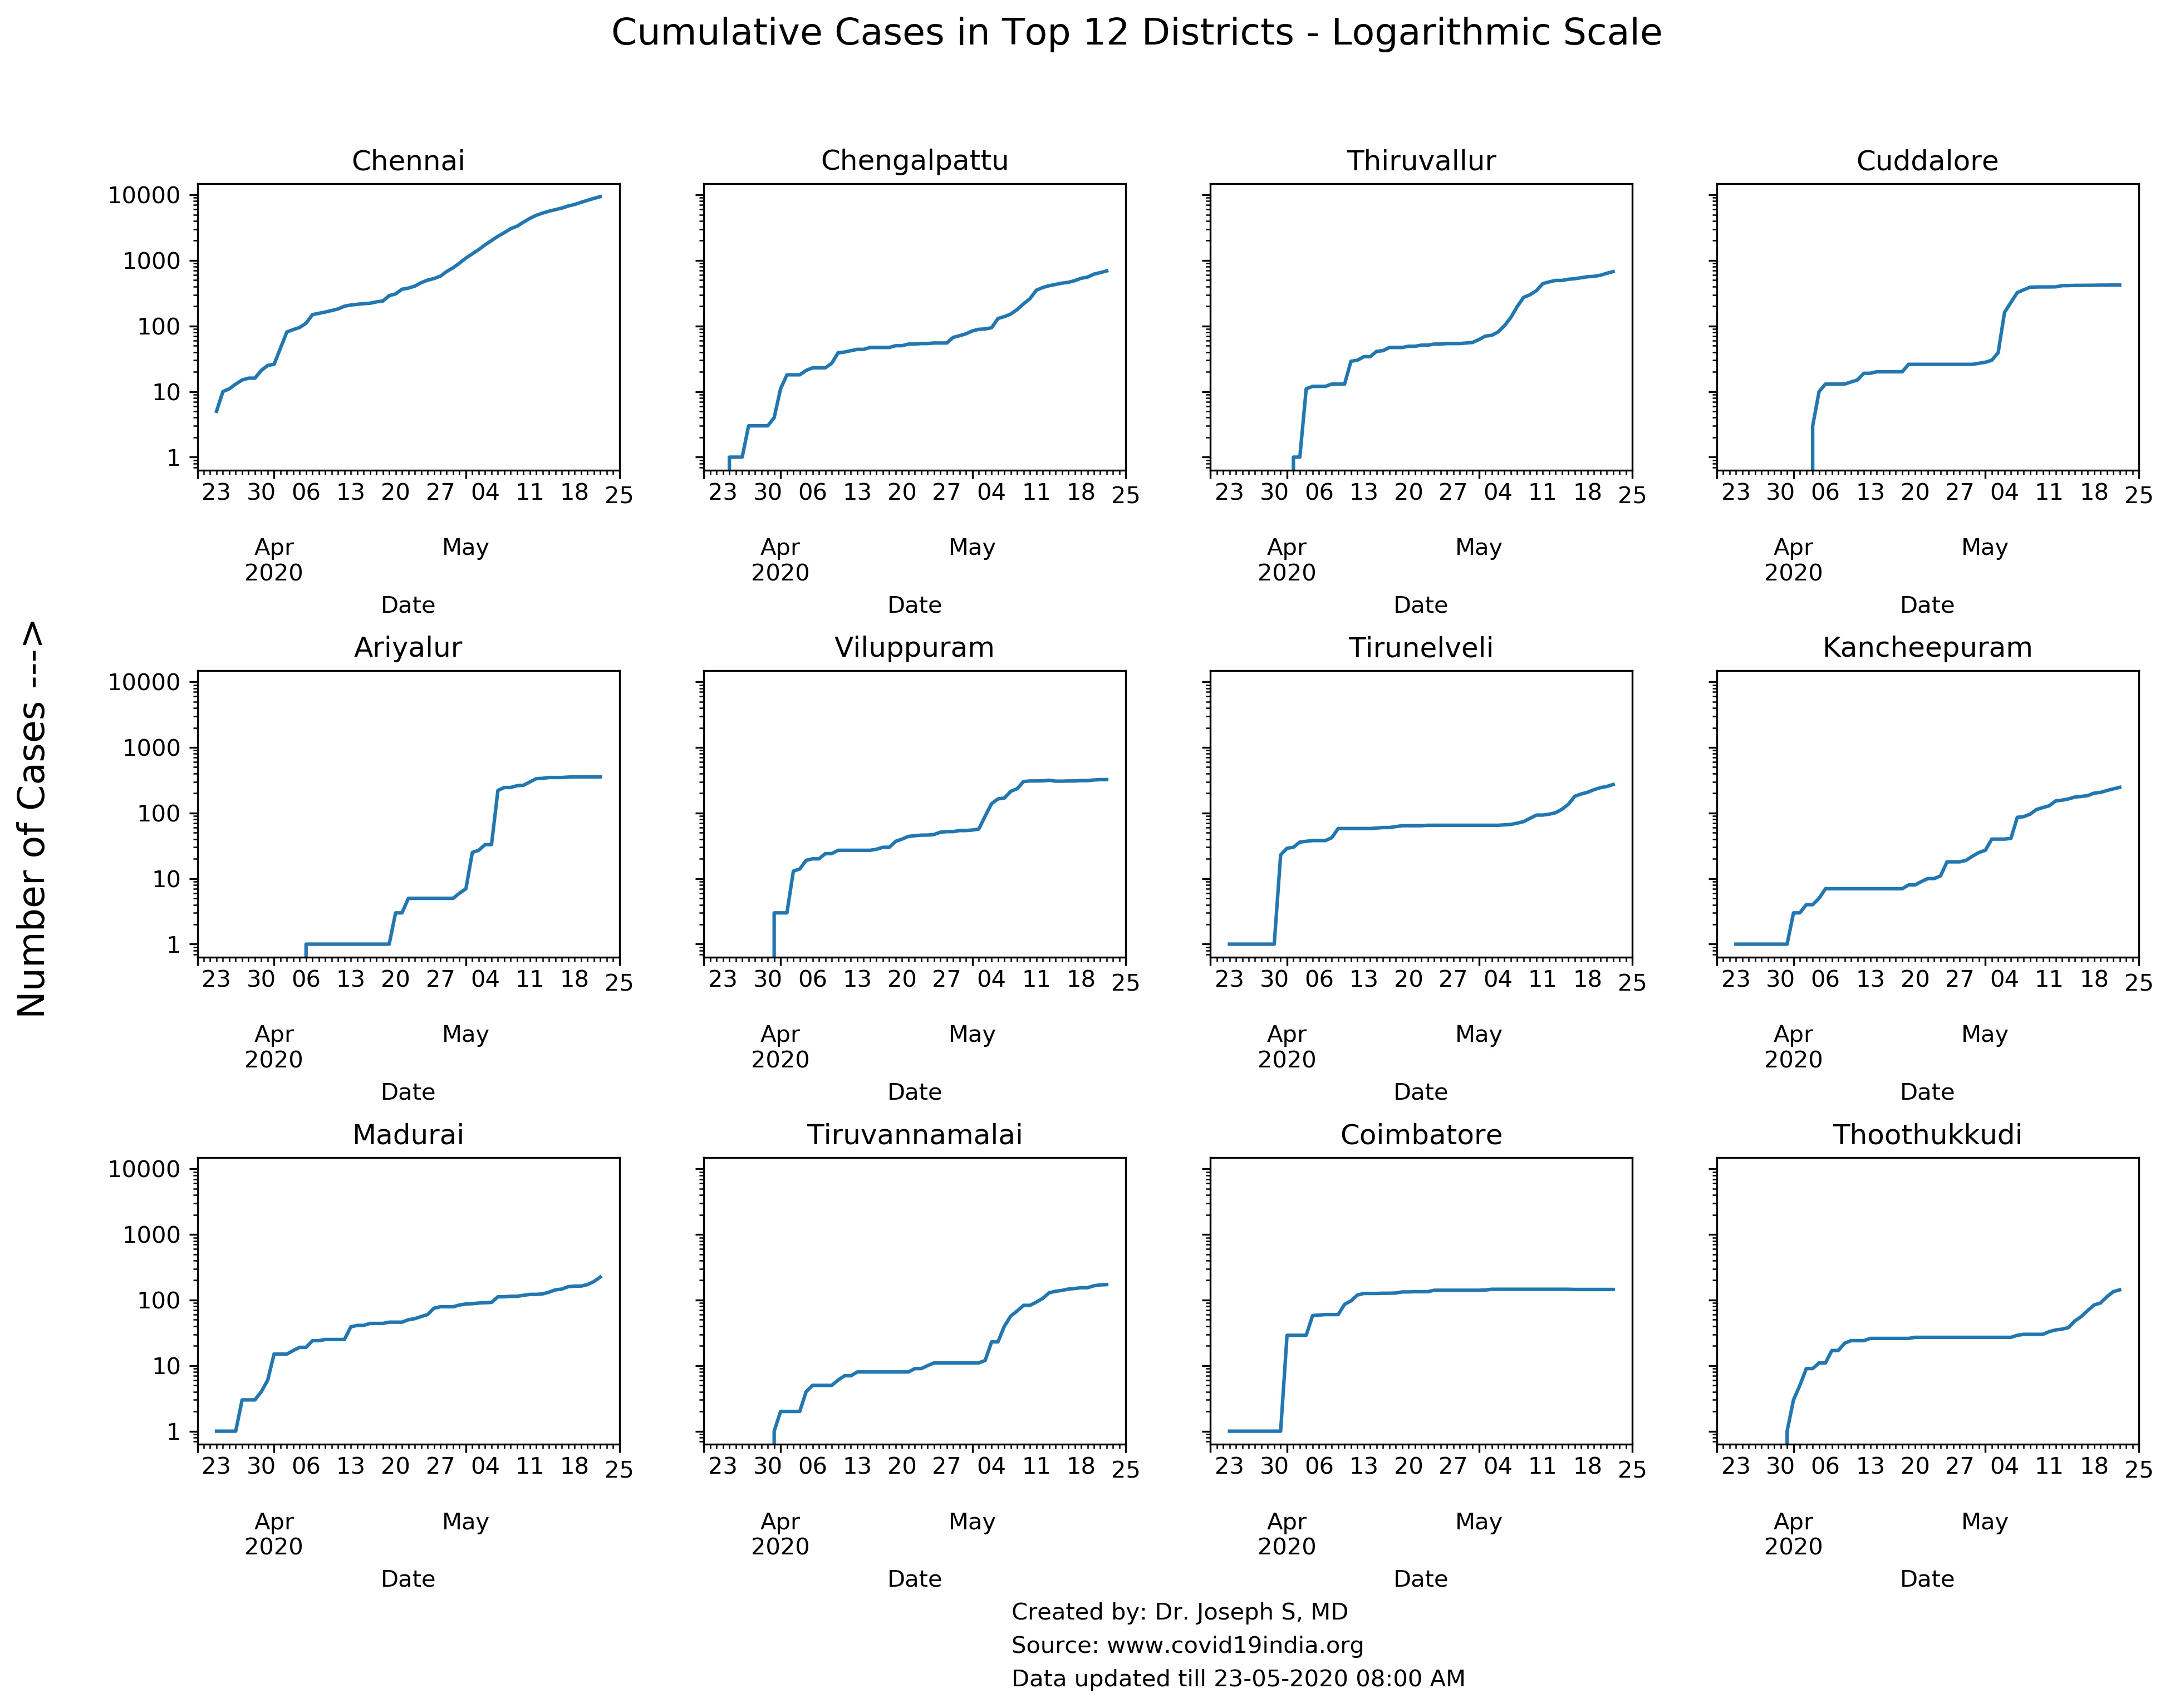 Cumulative Cases in Top 12 Districts - Logarithmic Scale
Number of Cases --->
Chennai
10000
1000
100
10
1
23 30 06 13 20 27 04 11 18 25
Apr May
2020
Date
Chengalpattu
23 30 06 13 20 27 04 11 18 25
Apr May
2020
Date
Thiruvallur
23 30 06 13 20 27 04 11 18 25
Apr May
2020
Date
Cuddalore
23 30 06 13 20 27 04 11 18 25
Apr May
2020
Date
Ariyalur
10000
1000
100
10
1
23 30 06 13 20 27 04 11 18 25
Apr May
2020
Date
Viluppuram
23 30 06 13 20 27 04 11 18 25
Apr May
2020
Date
Tirunelveli
23 30 06 13 20 27 04 11 18 25
Apr May
2020
Date
Kancheepuram
23 30 06 13 20 27 04 11 18 25
Apr May
2020
Date
Madurai
10000
1000
100
10
1
23 30 06 13 20 27 04 11 18 25
Apr May
2020
Date
Tiruvannamalai
23 30 06 13 20 27 04 11 18 25
Apr May
2020
Date
Coimbatore
23 30 06 13 20 27 04 11 18 25
Apr May
2020
Date
Thoothukkudi
23 30 06 13 20 27 04 11 18 25
Apr May
2020
Date
Created by: Dr. Joseph S, MD
Source: www.covid19india.org
Data updated till 23-05-2020 08:00 AM